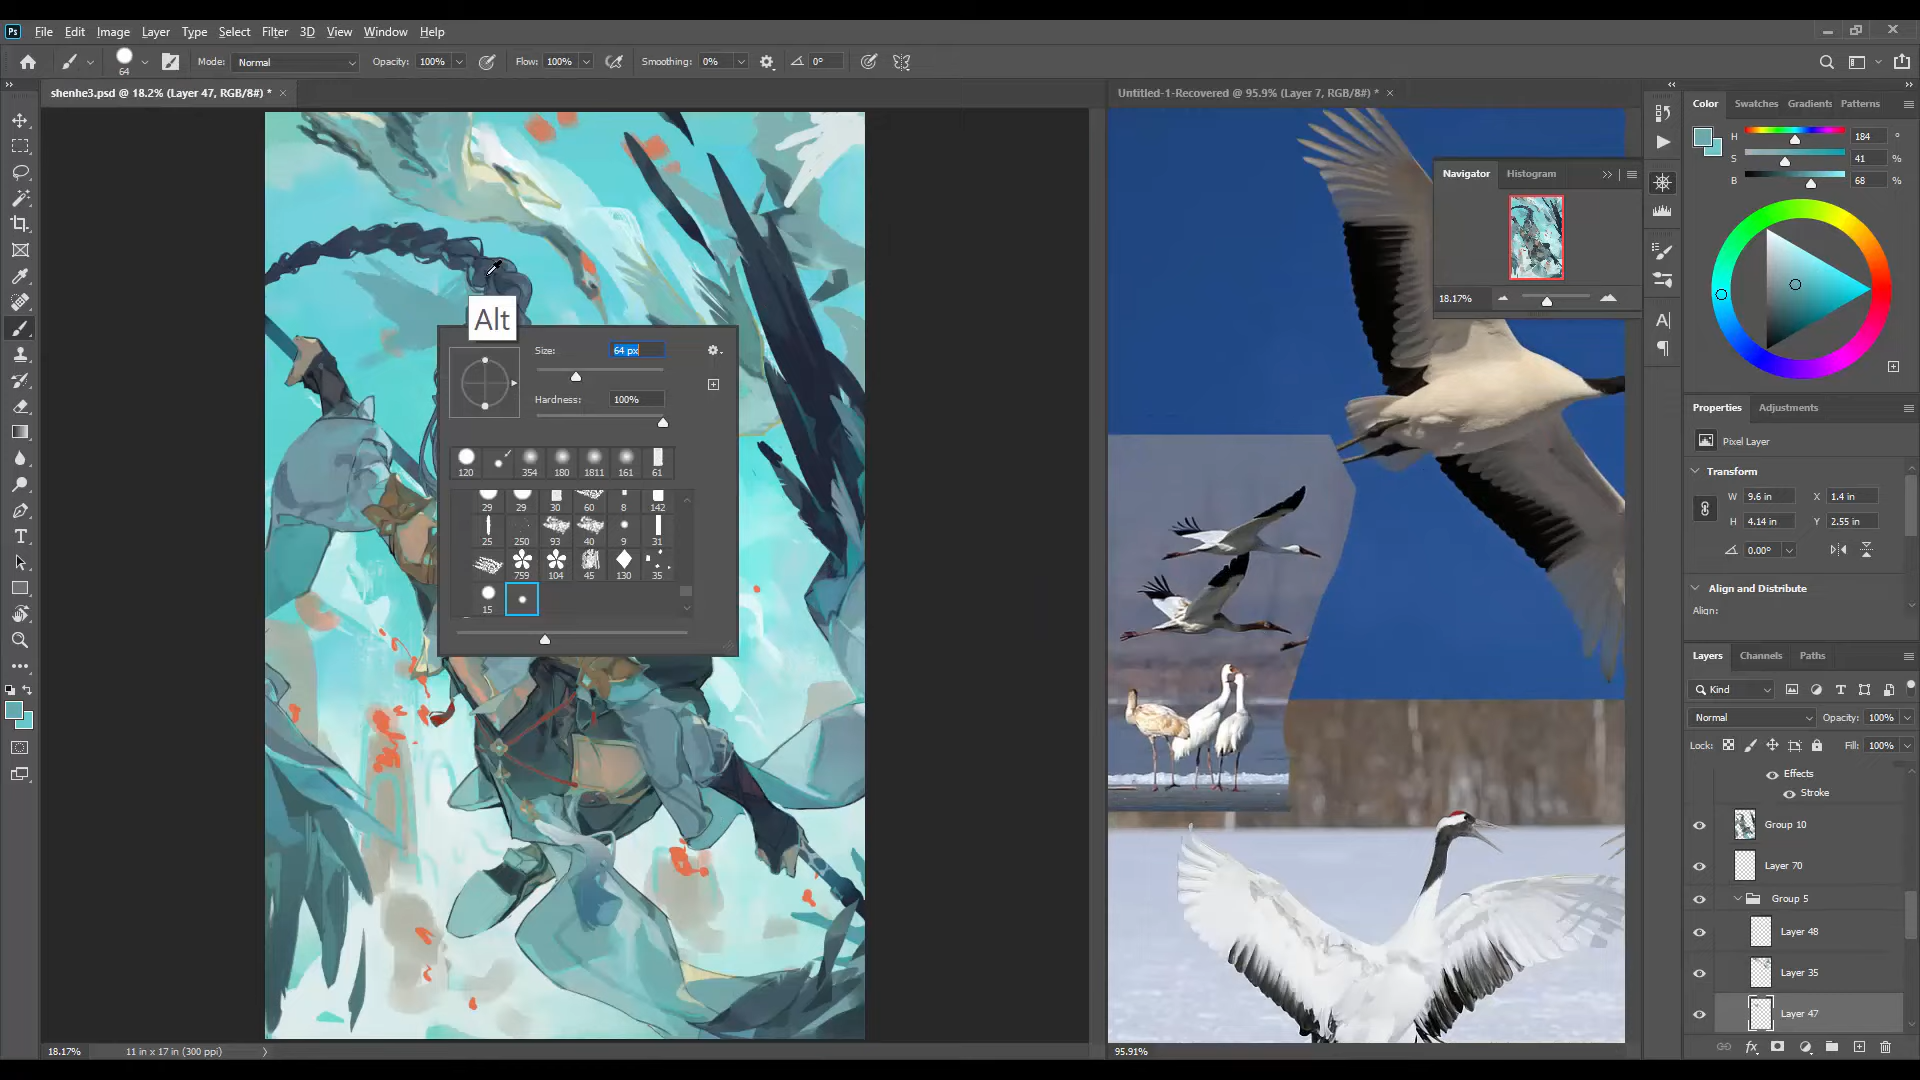 Ps File Edit Image Layer Type Select Filter 3D View Window Help
64 Mode: Normal Opacity: 100% Flow: 100% Smoothing: 0% 0°
shenhe3.psd @ 18.2% (Layer 47, RGB/8#) *
Untitled-1-Recovered @ 95.9% (Layer 7, RGB/8#) *
Color Swatches Gradients Patterns
H 184 °
S 41 %
B 68 %
Navigator Histogram
18.17%
Alt
Size: 64 px
Hardness: 100%
120 354 180 1811 161 61
29 29 30 60 8 142
25 250 93 40 9 31
759 104 45 130 35
15
A
T
Properties Adjustments
Pixel Layer
Transform
W 9.6 in X 1.4 in
H 4.14 in Y 2.55 in
0.00°
Align and Distribute
Align:
Layers Channels Paths
Kind T
Normal Opacity: 100%
Lock: Fill: 100%
Effects
Stroke
Group 10
Layer 70
Group 5
Layer 48
Layer 35
Layer 47
fx
18.17% 11 in x 17 in (300 ppi)
95.91%